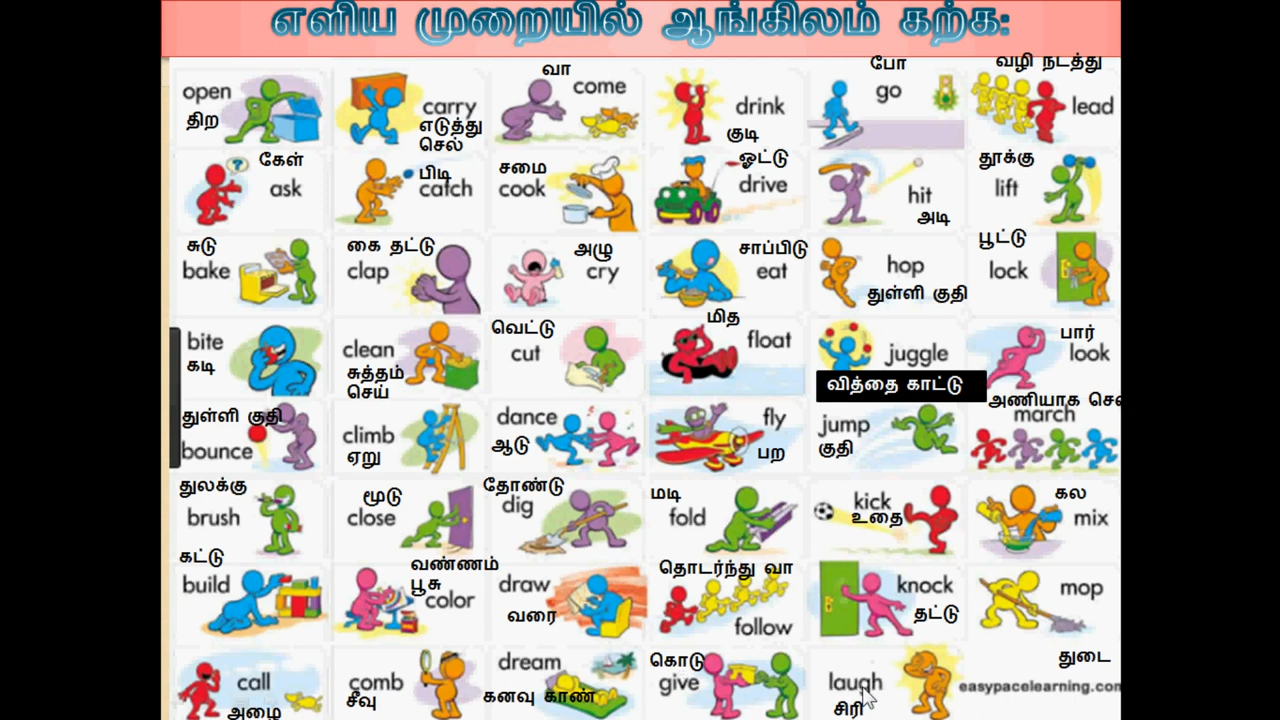 எளிய முறையில் ஆங்கிலம் கற்க:
open
திற
carry
எடுத்து
செல்
வா
come
drink
குடி
போ
go
வழி நடத்து
lead
கேள்
ask
பிடி
catch
சமை
cook
ஓட்டு
drive
hit
அடி
தூக்கு
lift
சுடு
bake
கை தட்டு
clap
அழு
cry
சாப்பிடு
eat
hop
துள்ளி குதி
பூட்டு
lock
bite
கடி
clean
சுத்தம்
செய்
வெட்டு
cut
மித
float
juggle
வித்தை காட்டு
பார்
look
துள்ளி குதி
bounce
climb
ஏறு
dance
ஆடு
fly
பற
jump
குதி
அணியாக
march
துலக்கு
brush
மூடு
close
தோண்டு
dig
மடி
fold
kick
உதை
கல
mix
கட்டு
build
வண்ணம்
பூசு
color
draw
வரை
தொடர்ந்து வா
follow
knock
தட்டு
mop
call
அழை
comb
சீவு
dream
கனவு காண்
கொடு
give
laugh
சிரி
துடை
easypacelearning.com